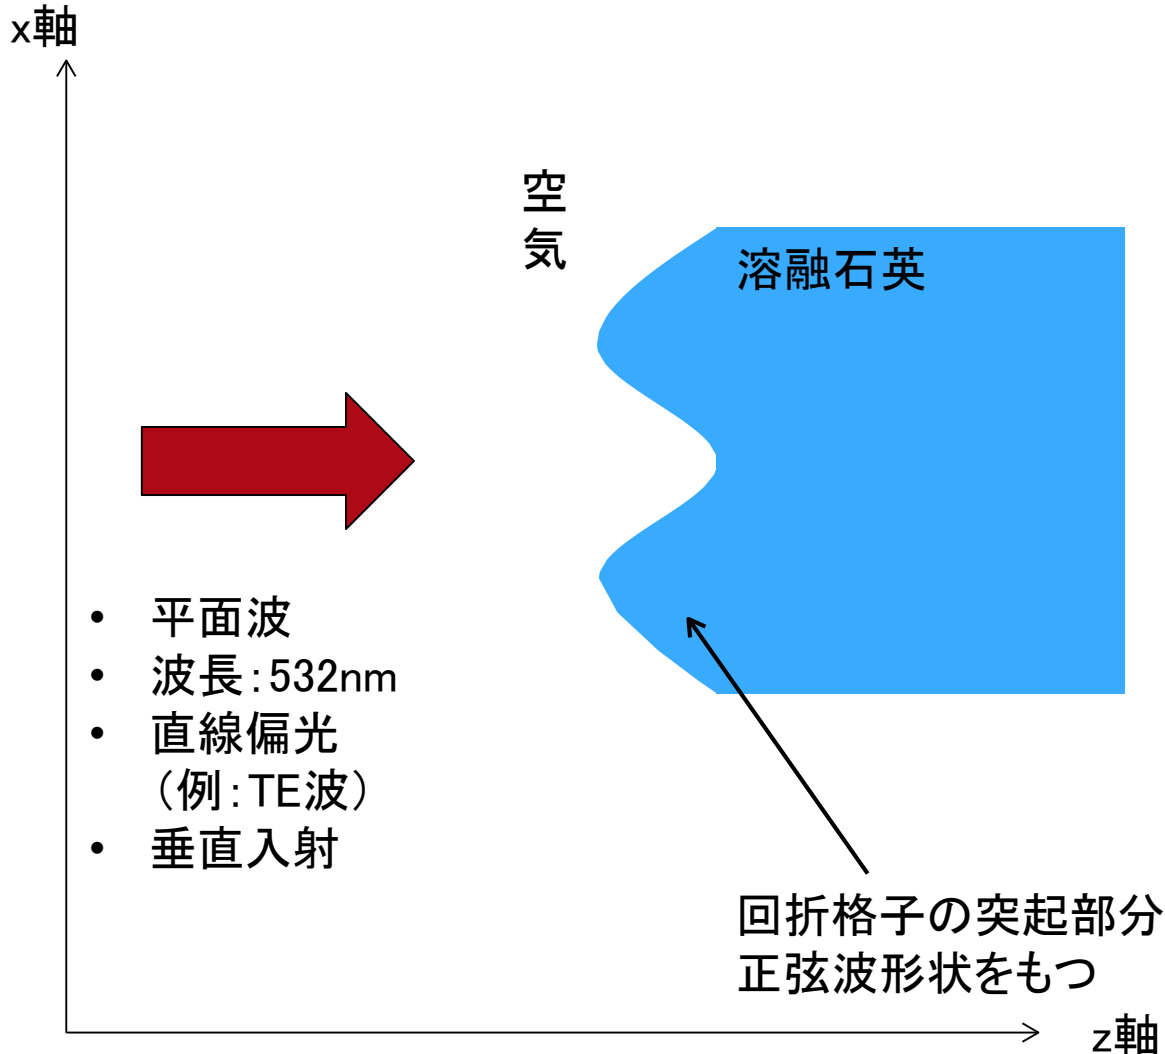 x軸
空
気
溶融石英
• 平面波
• 波長：532nm
• 直線偏光
（例：TE波）
• 垂直入射
回折格子の突起部分
正弦波形状をもつ
z軸